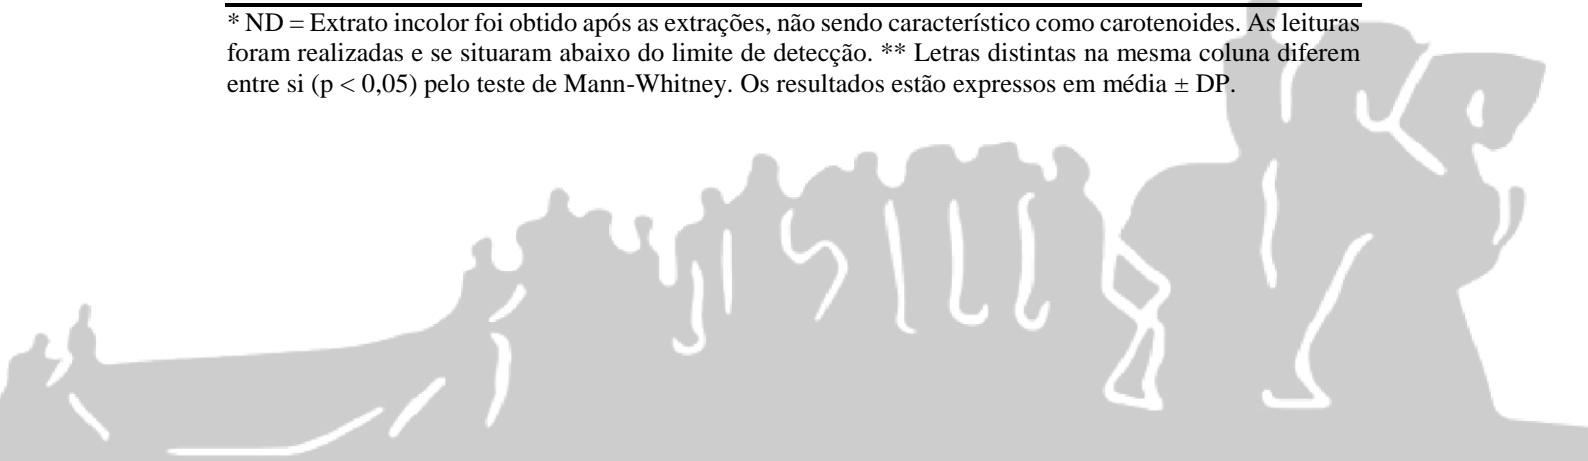 * ND = Extrato incolor foi obtido após as extrações, não sendo característico como carotenoides. As leituras
foram realizadas e se situaram abaixo do limite de detecção. ** Letras distintas na mesma coluna diferem
entre si (p < 0,05) pelo teste de Mann-Whitney. Os resultados estão expressos em média ± DP.